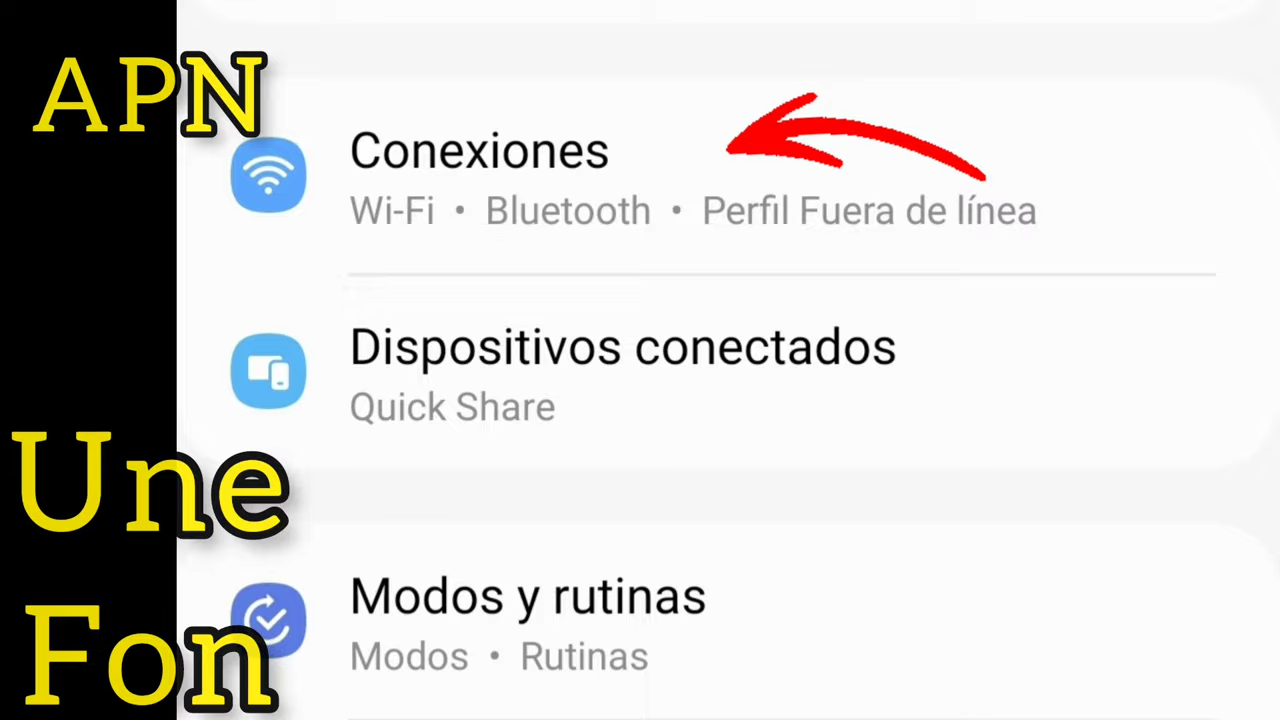 APN
Conexiones
Wi-Fi • Bluetooth • Perfil Fuera de línea
Dispositivos conectados
Quick Share
Une
Fon
Modos y rutinas
Modos • Rutinas